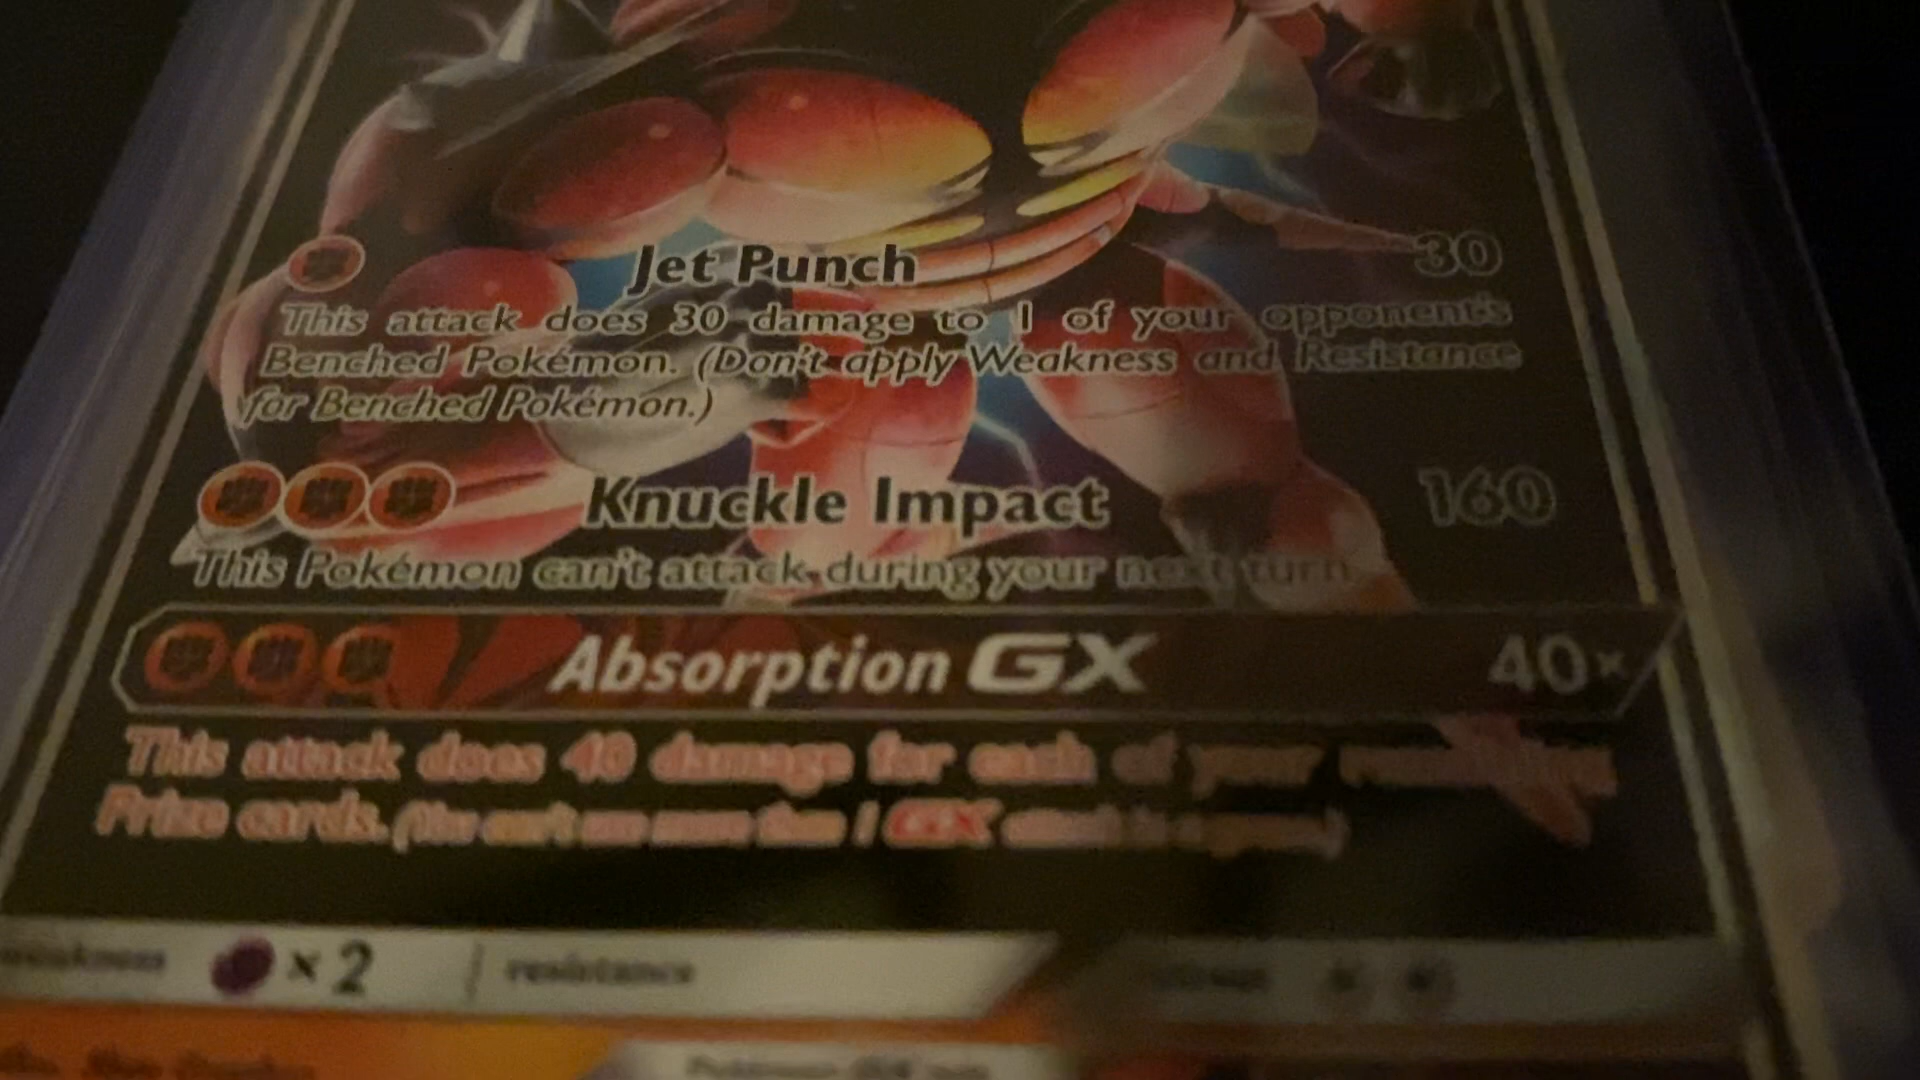 Jet Punch 30
This attack does 30 damage to 1 of your opponent's
Benched Pokémon. (Don't apply Weakness and Resistance
for Benched Pokémon.)
Knuckle Impact 160
This Pokémon can't attack during your next turn.
Absorption GX 40×
This attack does 40 damage for each of your remaining
Prize cards. (You can't use more than 1 GX attack in a game.)
weakness × 2 resistance